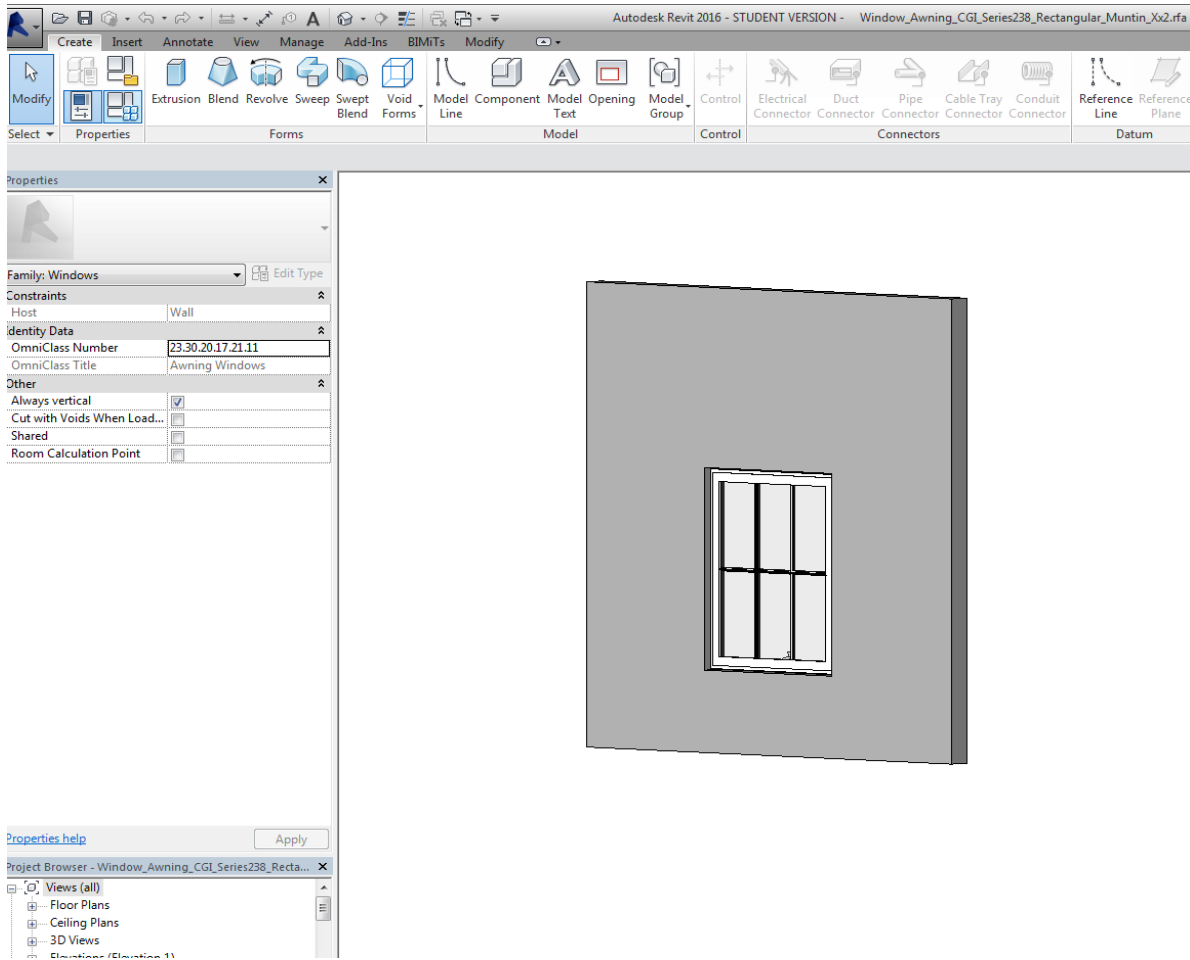 Autodesk Revit 2016 - STUDENT VERSION - Window_Awning_CGI_Series238_Rectangular_Muntin_Xx2.rfa
Create Insert Annotate View Manage Add-Ins BIMiTs Modify
Modify Extrusion Blend Revolve Sweep Swept Blend Void Forms Model Line Component Model Text Opening Model Group Control Electrical Connector Duct Connector Pipe Connector Cable Tray Connector Conduit Connector Reference Line Reference Plane
Select Properties Forms Model Control Connectors Datum
Properties
Family: Windows Edit Type
Constraints
Host Wall
Identity Data
OmniClass Number 23.30.20.17.21.11
OmniClass Title Awning Windows
Other
Always vertical
Cut with Voids When Load...
Shared
Room Calculation Point
Properties help Apply
Project Browser - Window_Awning_CGI_Series238_Recta...
Views (all)
Floor Plans
Ceiling Plans
3D Views
Elevations (Elevation 1)